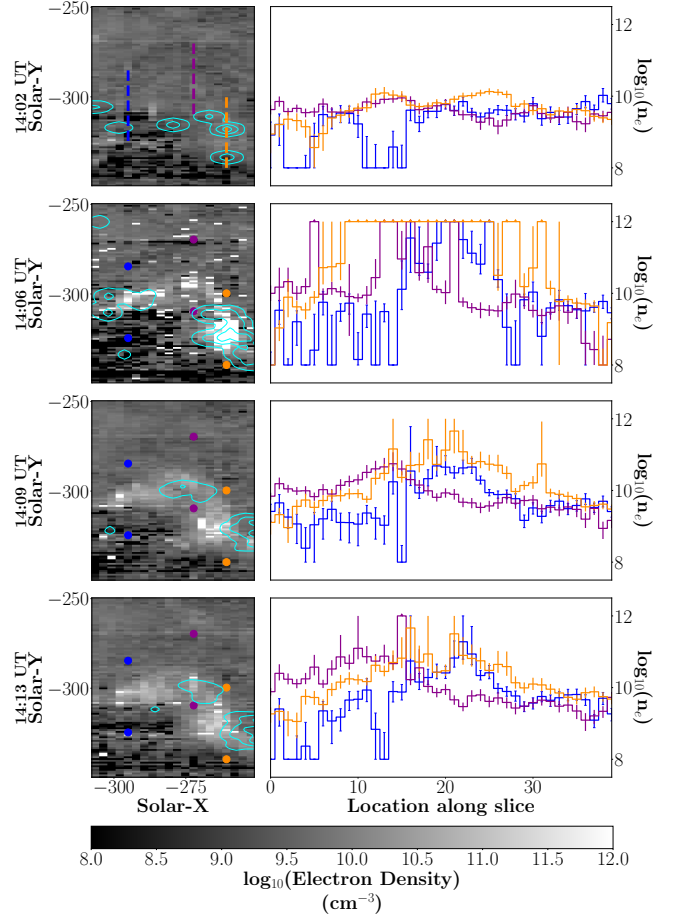 −250
−300
14:02 UT
Solar-Y
12
10
8
log₁₀(nₑ)
−250
−300
14:06 UT
Solar-Y
12
10
8
log₁₀(nₑ)
−250
−300
14:09 UT
Solar-Y
12
10
8
log₁₀(nₑ)
−250
−300
14:13 UT
Solar-Y
12
10
8
log₁₀(nₑ)
−300 −275
Solar-X
0 10 20 30
Location along slice
8.0 8.5 9.0 9.5 10.0 10.5 11.0 11.5 12.0
log₁₀(Electron Density)
(cm⁻³)